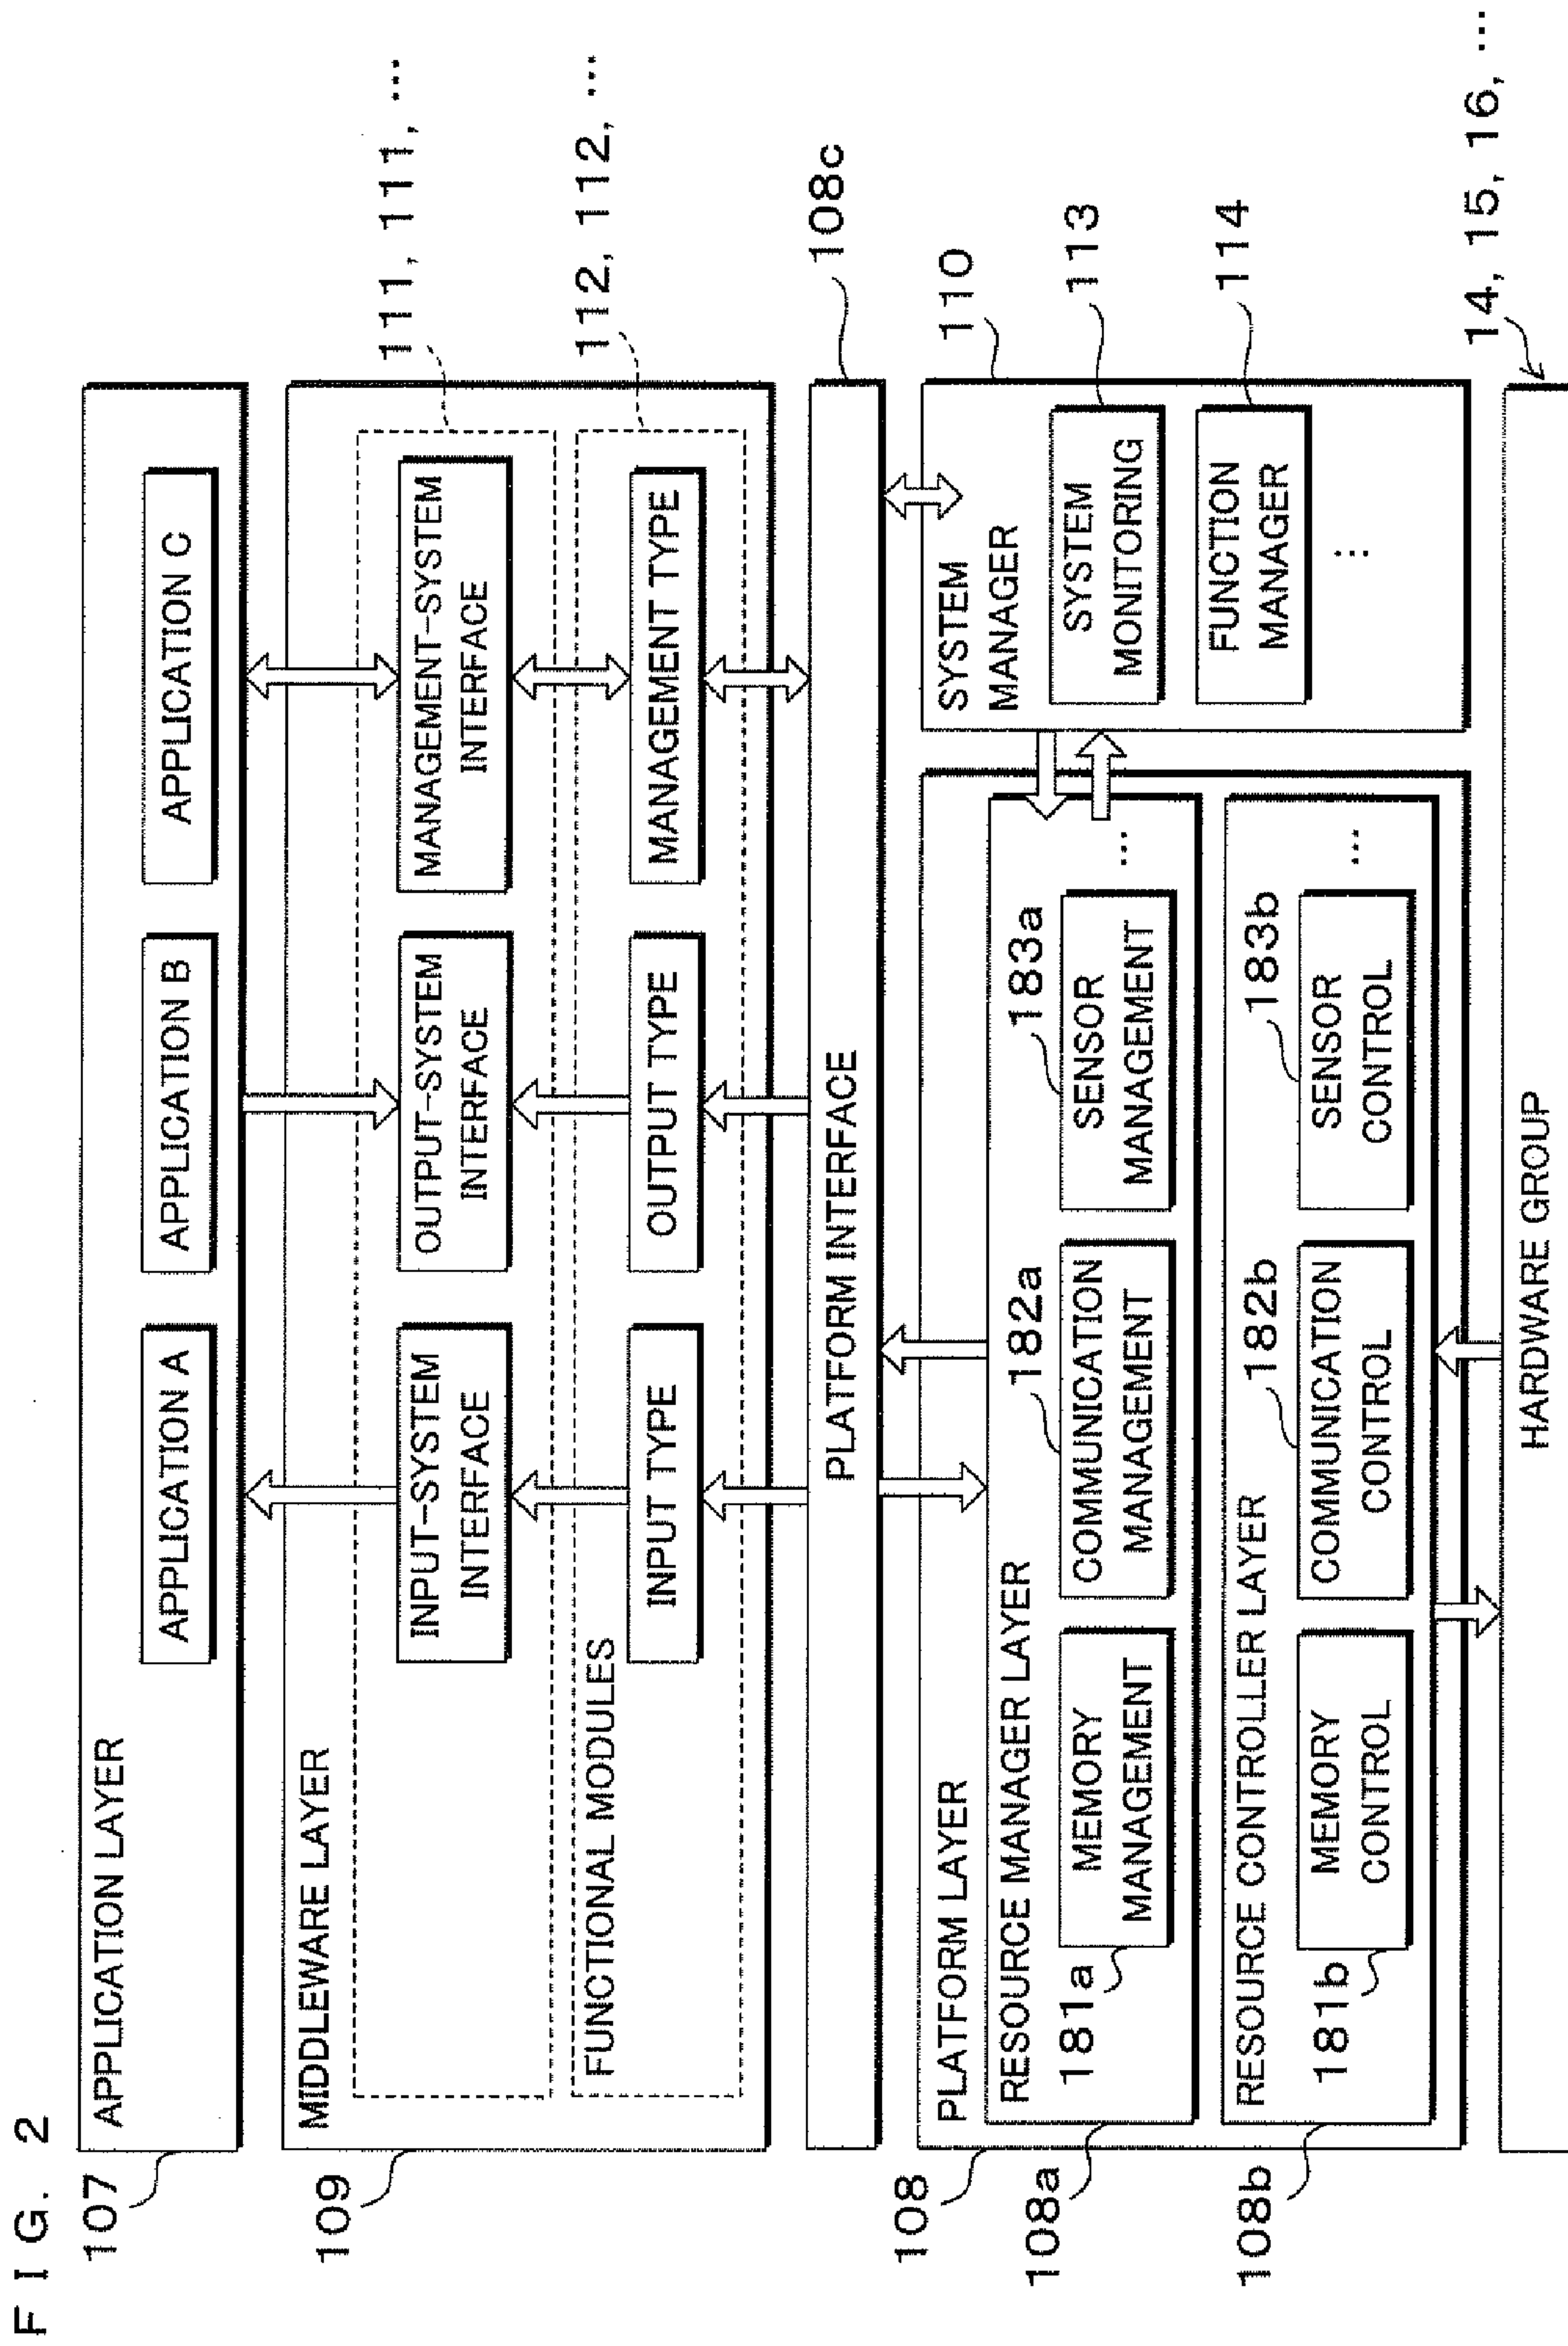 FIG. 2
107
APPLICATION LAYER
APPLICATION A
APPLICATION B
APPLICATION C
109
MIDDLEWARE LAYER
INPUT-SYSTEM
INTERFACE
OUTPUT-SYSTEM
INTERFACE
MANAGEMENT-SYSTEM
INTERFACE
111, 111, ...
FUNCTIONAL MODULES
INPUT TYPE
OUTPUT TYPE
MANAGEMENT TYPE
112, 112, ...
PLATFORM INTERFACE
108c
108
PLATFORM LAYER
108a
RESOURCE MANAGER LAYER
181a
MEMORY
MANAGEMENT
182a
COMMUNICATION
MANAGEMENT
183a
SENSOR
MANAGEMENT
...
108b
RESOURCE CONTROLLER LAYER
181b
MEMORY
CONTROL
182b
COMMUNICATION
CONTROL
183b
SENSOR
CONTROL
...
SYSTEM
MANAGER
110
SYSTEM
MONITORING
113
FUNCTION
MANAGER
114
...
HARDWARE GROUP
14, 15, 16, ...